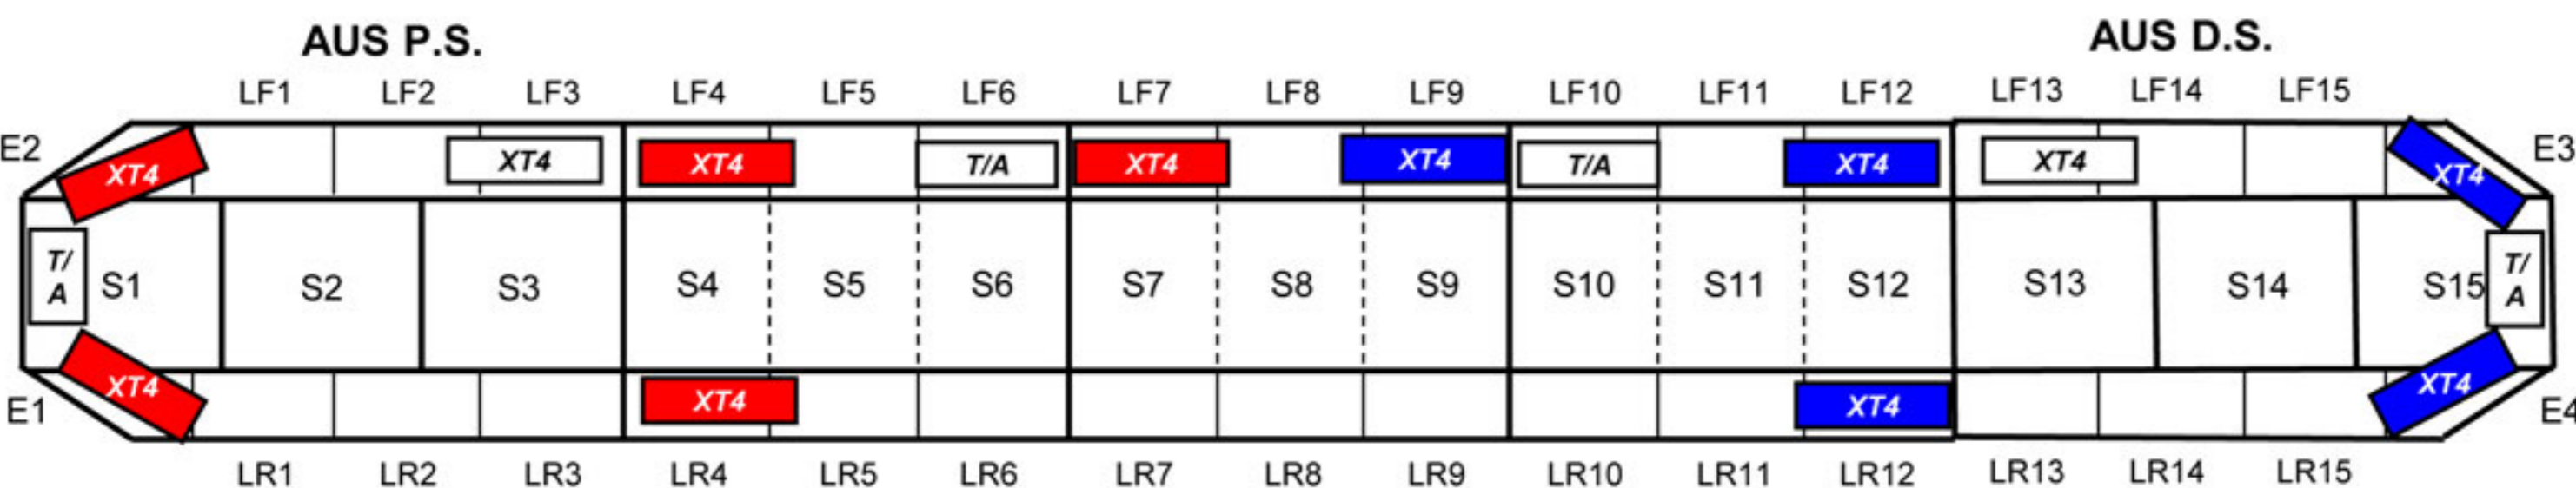 AUS P.S. AUS D.S.
LF1 LF2 LF3 LF4 LF5 LF6 LF7 LF8 LF9 LF10 LF11 LF12 LF13 LF14 LF15
E2 XT4 XT4 XT4 T/A XT4 XT4 T/A XT4 XT4 XT4 E3
T/
A S1 S2 S3 S4 S5 S6 S7 S8 S9 S10 S11 S12 S13 S14 S15 T/
A
E1 XT4 XT4 XT4 XT4 E4
LR1 LR2 LR3 LR4 LR5 LR6 LR7 LR8 LR9 LR10 LR11 LR12 LR13 LR14 LR15